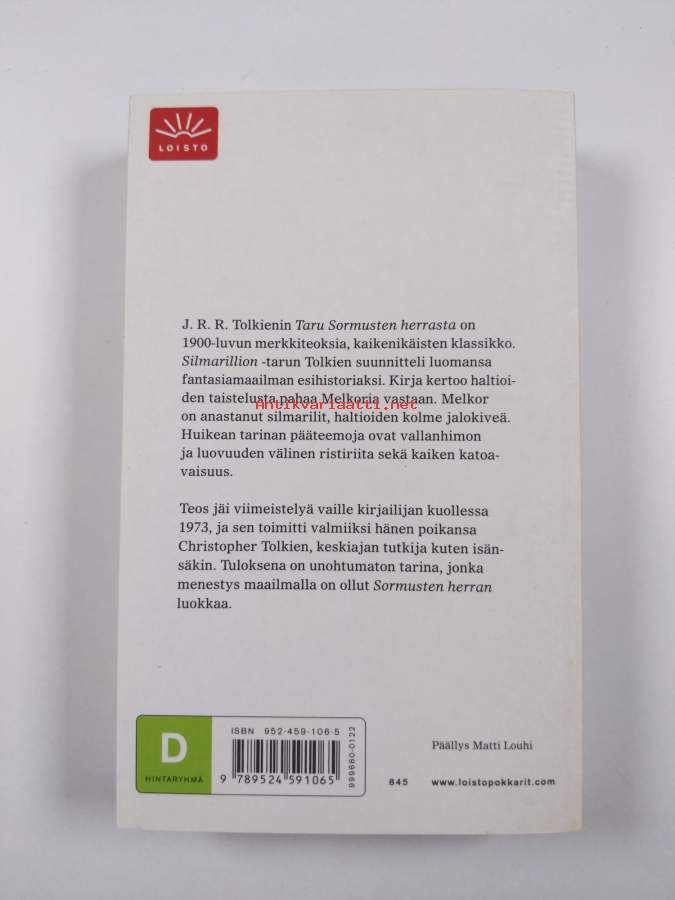 LOISTO
J. R. R. Tolkienin Taru Sormusten herrasta on
1900-luvun merkkiteoksia, kaikenikäisten klassikko.
Silmarillion -tarun Tolkien suunnitteli luomansa
fantasiamaailman esihistoriaksi. Kirja kertoo haltioi-
den taistelusta pahaa Melkoria vastaan. Melkor
Antikvariaatti.net
on anastanut silmarilit, haltioiden kolme jalokiveä.
Huikean tarinan pääteemoja ovat vallanhimon
ja luovuuden välinen ristiriita sekä kaiken katoa-
vaisuus.
Teos jäi viimeistelyä vaille kirjailijan kuollessa
1973, ja sen toimitti valmiiksi hänen poikansa
Christopher Tolkien, keskiajan tutkija kuten isän-
säkin. Tuloksena on unohtumaton tarina, jonka
menestys maailmalla on ollut Sormusten herran
luokkaa.
D
HINTARYHMÄ
ISBN 952-459-106-5
9 789524 591065
999680-0122
Päällys Matti Louhi
845 www.loistopokkarit.com